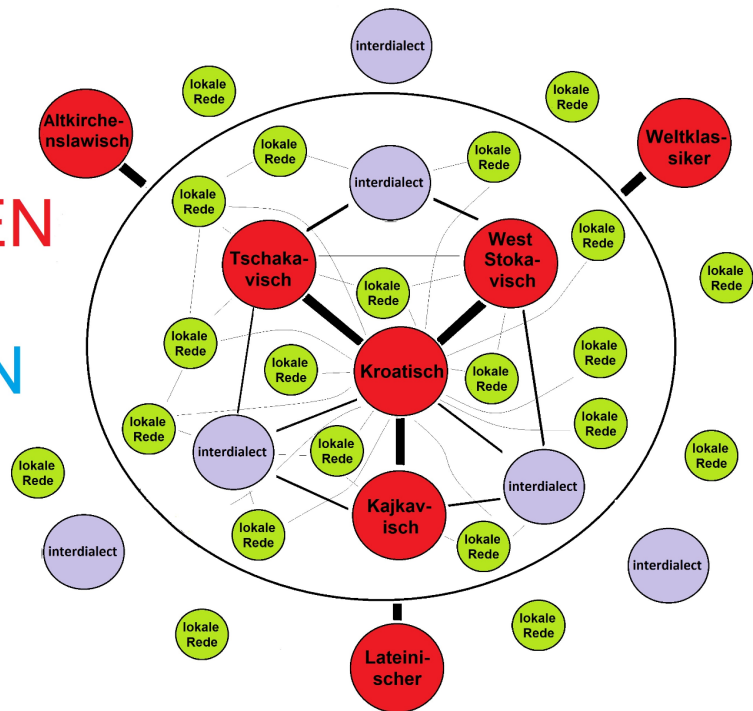 interdialect
lokale
Rede
lokale
Rede
Altkirche-
nslawisch
Weltklas-
siker
lokale
Rede
lokale
Rede
interdialect
lokale
Rede
EN
lokale
Rede
Tschaka-
visch
West
Stoka-
visch
lokale
Rede
lokale
Rede
lokale
Rede
lokale
Rede
N
lokale
Rede
Kroatisch
lokale
Rede
lokale
Rede
lokale
Rede
interdialect
lokale
Rede
lokale
Rede
lokale
Rede
interdialect
Kajkav-
isch
lokale
Rede
lokale
Rede
interdialect
interdialect
lokale
Rede
lokale
Rede
Lateini-
scher